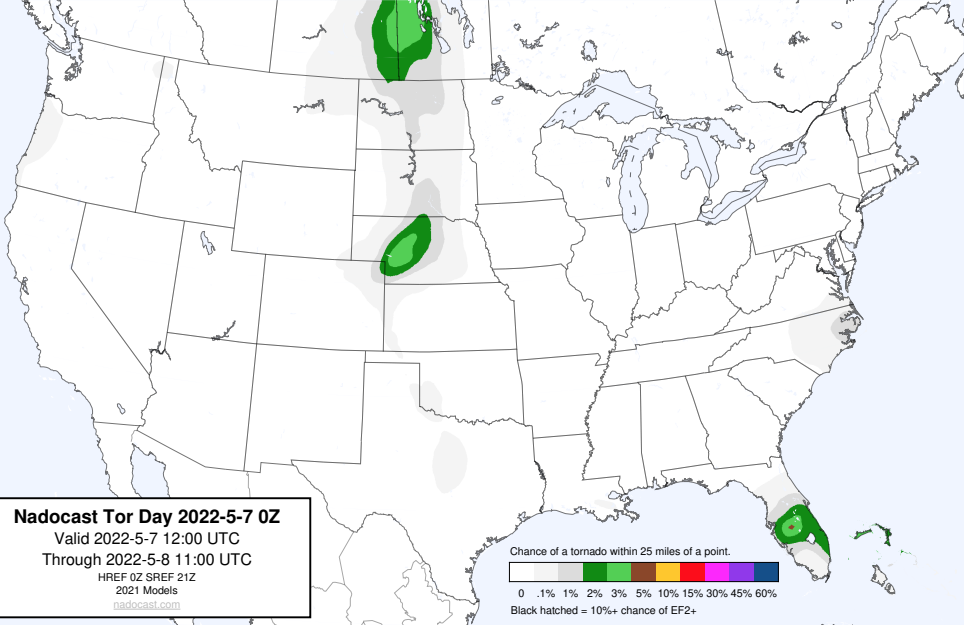 Nadocast Tor Day 2022-5-7 0Z
Valid 2022-5-7 12:00 UTC
Through 2022-5-8 11:00 UTC
HREF 0Z SREF 21Z
2021 Models
nadocast.com
Chance of a tornado within 25 miles of a point.
0 .1% 1% 2% 3% 5% 10% 15% 30% 45% 60%
Black hatched = 10%+ chance of EF2+